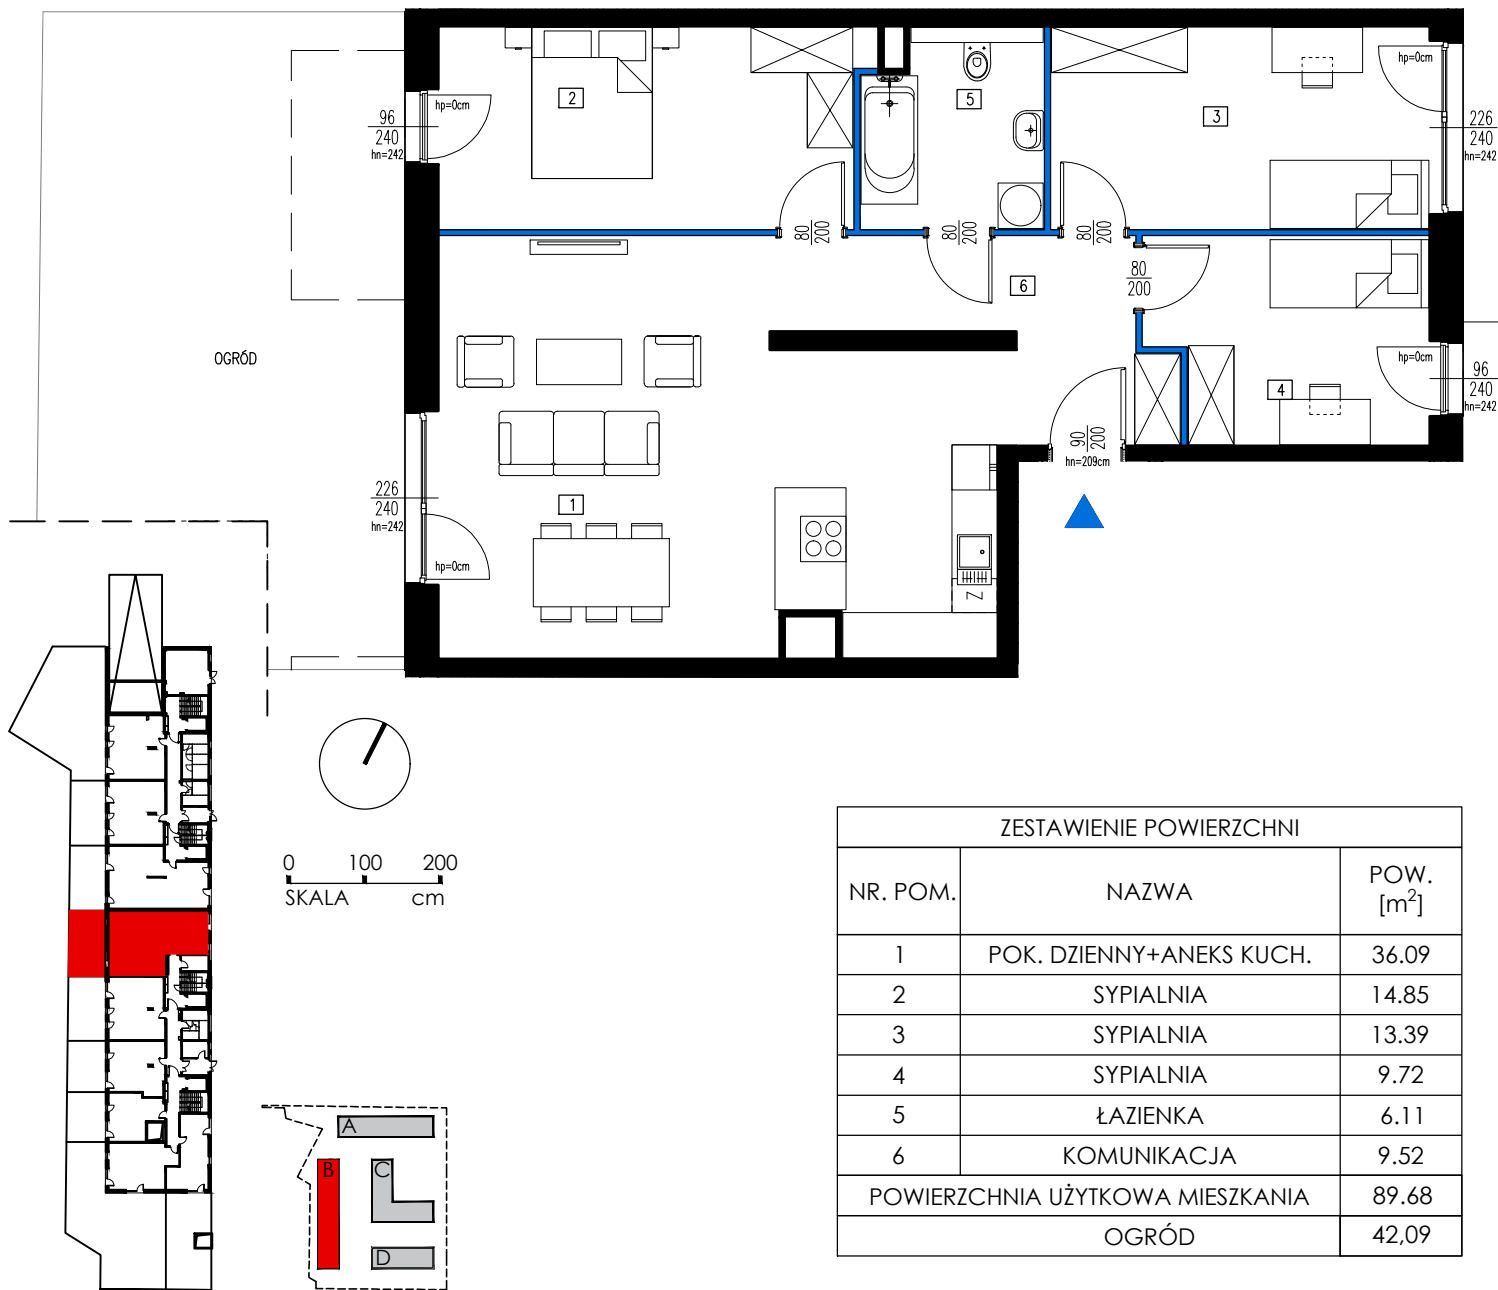 2
5
3
hp=0cm
hp=0cm
96
240
hn=242
226
240
hn=242
80
200
80
200
80
200
80
200
6
OGRÓD
hp=0cm
96
240
hn=242
4
90
200
hn=209cm
226
240
hn=242
1
hp=0cm
Z
0 100 200
SKALA cm
A
B
C
D
ZESTAWIENIE POWIERZCHNI
NR. POM. NAZWA POW. [m²]
1 POK. DZIENNY+ANEKS KUCH. 36.09
2 SYPIALNIA 14.85
3 SYPIALNIA 13.39
4 SYPIALNIA 9.72
5 ŁAZIENKA 6.11
6 KOMUNIKACJA 9.52
POWIERZCHNIA UŻYTKOWA MIESZKANIA 89.68
OGRÓD 42,09